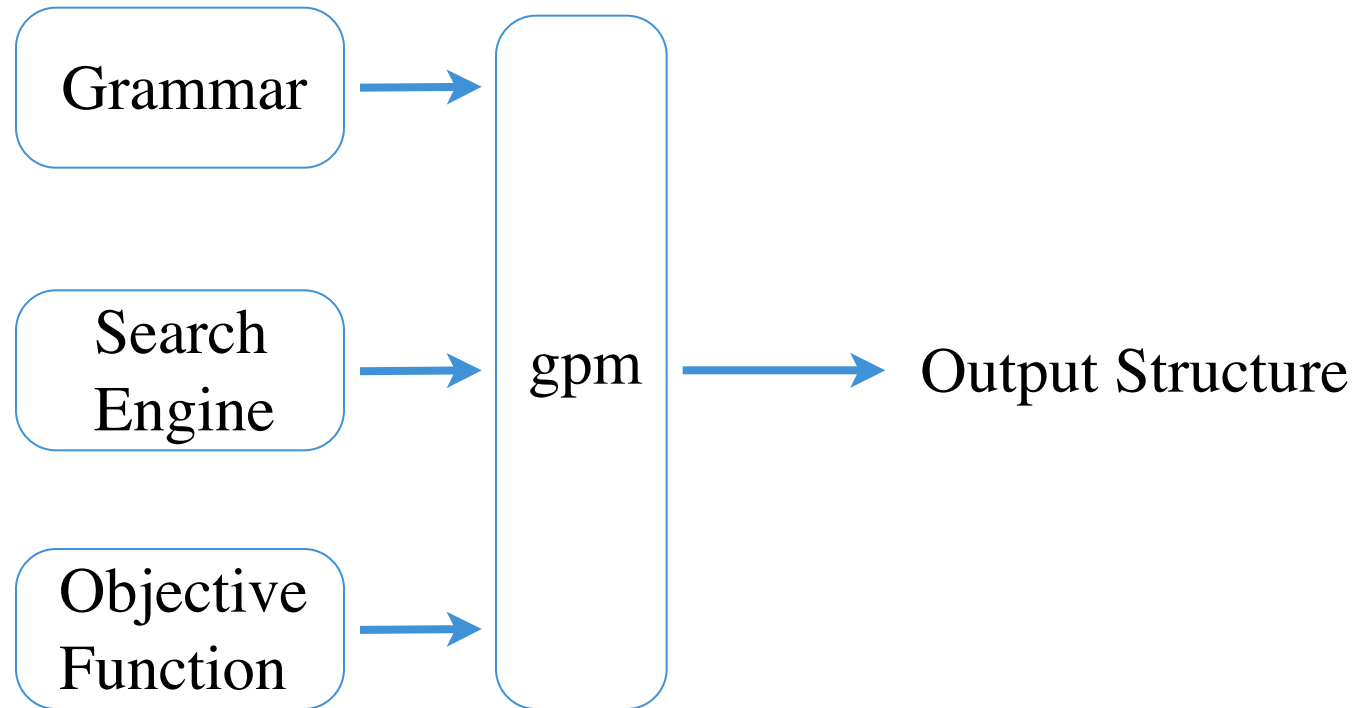 Grammar
Search
Engine
gpm
Output Structure
Objective
Function